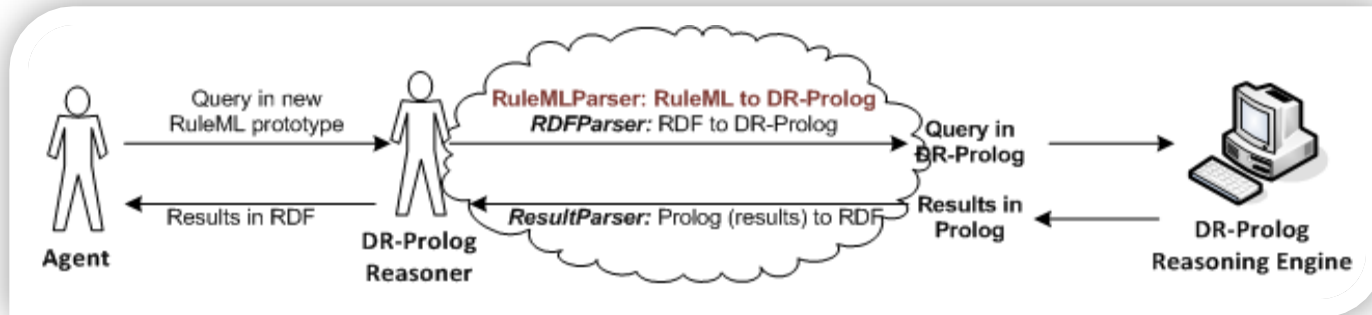 Query in new
RuleML prototype
Results in RDF
Agent
DR-Prolog
Reasoner
RuleMLParser: RuleML to DR-Prolog
RDFParser: RDF to DR-Prolog
ResultParser: Prolog (results) to RDF
Query in
DR-Prolog
Results in
Prolog
DR-Prolog
Reasoning Engine